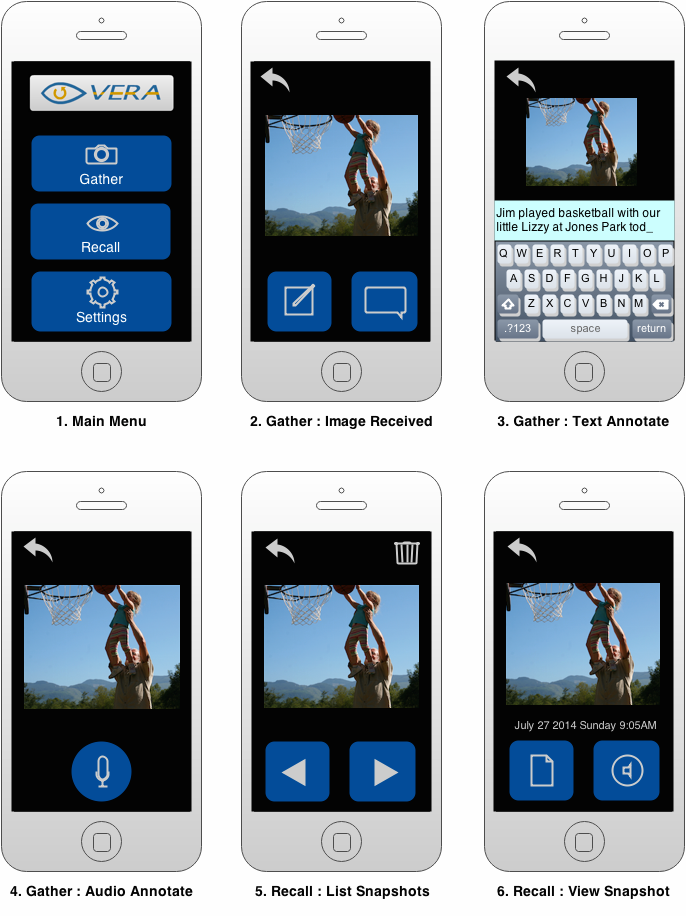 VERA
Gather
Recall
Settings
1. Main Menu
2. Gather : Image Received
Jim played basketball with our
little Lizzy at Jones Park tod_
Q W E R T Y U I O P
A S D F G H J K L
Z X C V B N M
.?123 space return
3. Gather : Text Annotate
4. Gather : Audio Annotate
5. Recall : List Snapshots
July 27 2014 Sunday 9:05AM
6. Recall : View Snapshot